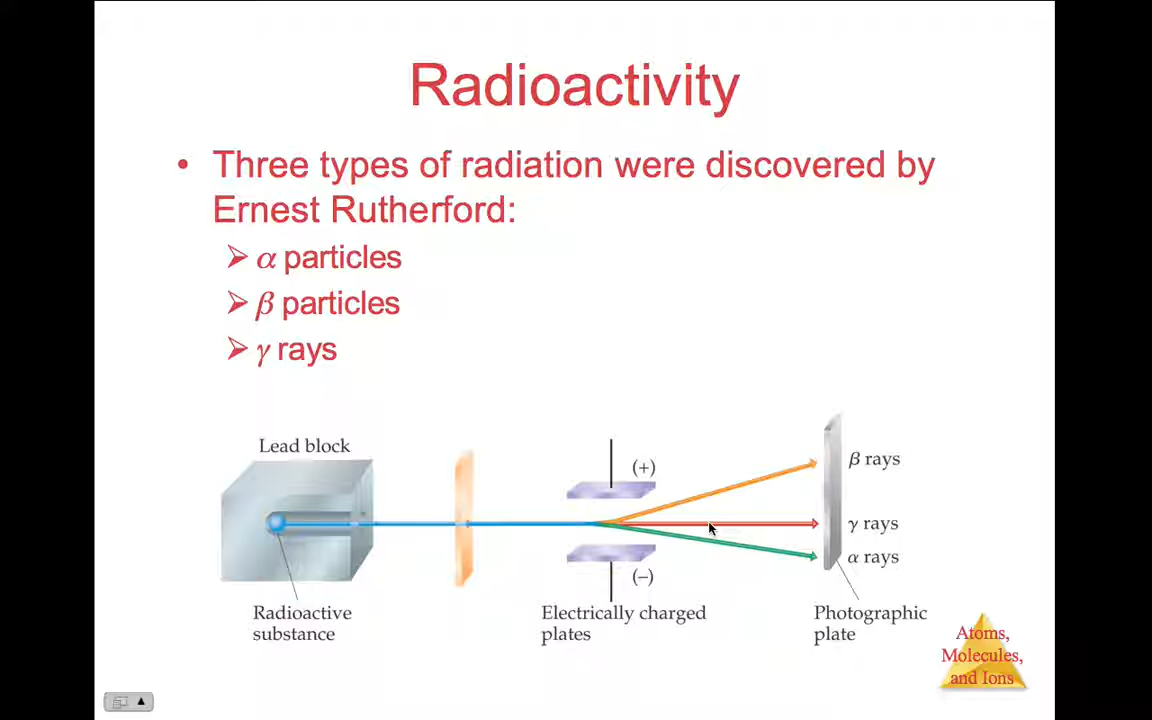 Radioactivity
• Three types of radiation were discovered by
Ernest Rutherford:
➢ α particles
➢ β particles
➢ γ rays
Lead block
(+)
β rays
γ rays
α rays
(–)
Radioactive
substance
Electrically charged
plates
Photographic
plate
Atoms,
Molecules,
and Ions